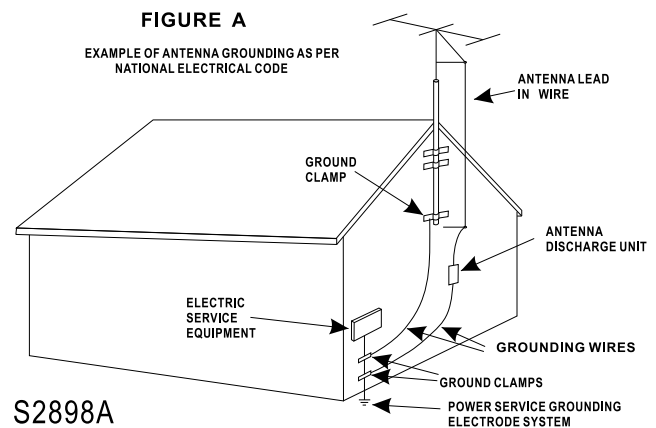 FIGURE A
EXAMPLE OF ANTENNA GROUNDING AS PER
NATIONAL ELECTRICAL CODE
ANTENNA LEAD
IN WIRE
GROUND
CLAMP
ANTENNA
DISCHARGE UNIT
ELECTRIC
SERVICE
EQUIPMENT
GROUNDING WIRES
GROUND CLAMPS
POWER SERVICE GROUNDING
ELECTRODE SYSTEM
S2898A